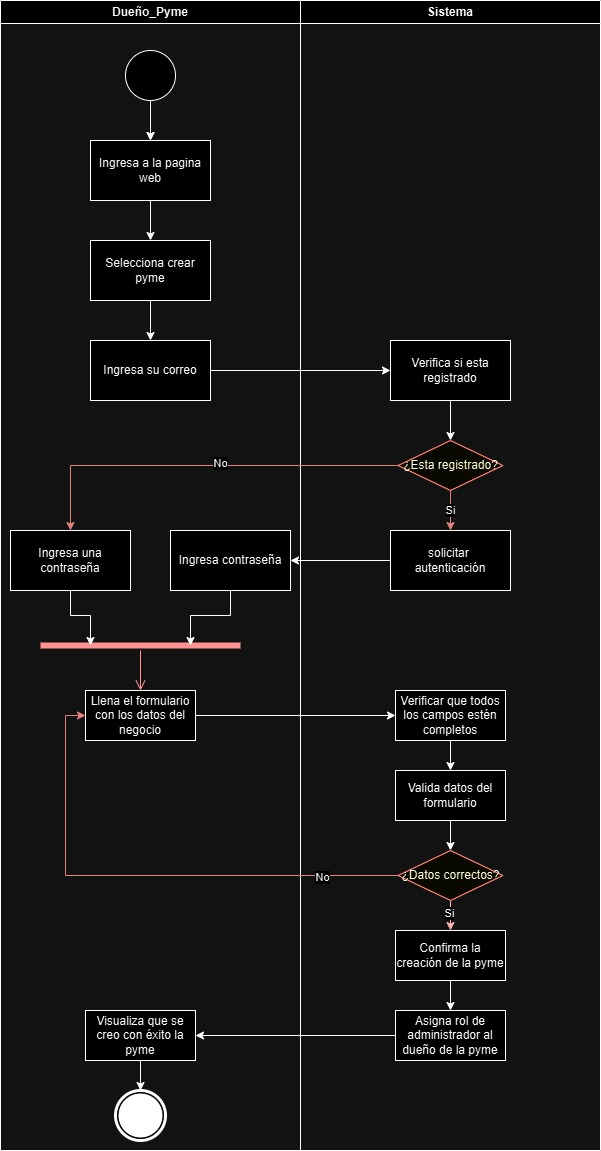 Dueño_Pyme
Sistema
Ingresa a la pagina
web
Selecciona crear
pyme
Ingresa su correo
Verifica si esta
registrado
¿Esta registrado?
No
Si
Ingresa una
contraseña
Ingresa contraseña
solicitar
autenticación
Llena el formulario
con los datos del
negocio
Verificar que todos
los campos estén
completos
Valida datos del
formulario
¿Datos correctos?
No
Si
Confirma la
creación de la pyme
Visualiza que se
creo con éxito la
pyme
Asigna rol de
administrador al
dueño de la pyme